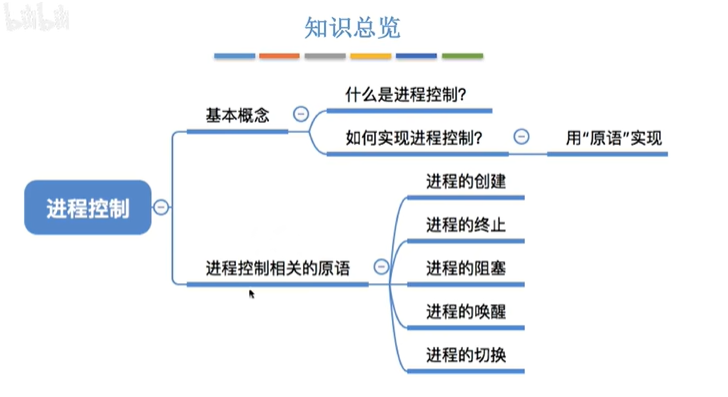 bilibili
知识总览
基本概念
什么是进程控制?
如何实现进程控制?
用“原语”实现
进程控制
进程控制相关的原语
进程的创建
进程的终止
进程的阻塞
进程的唤醒
进程的切换